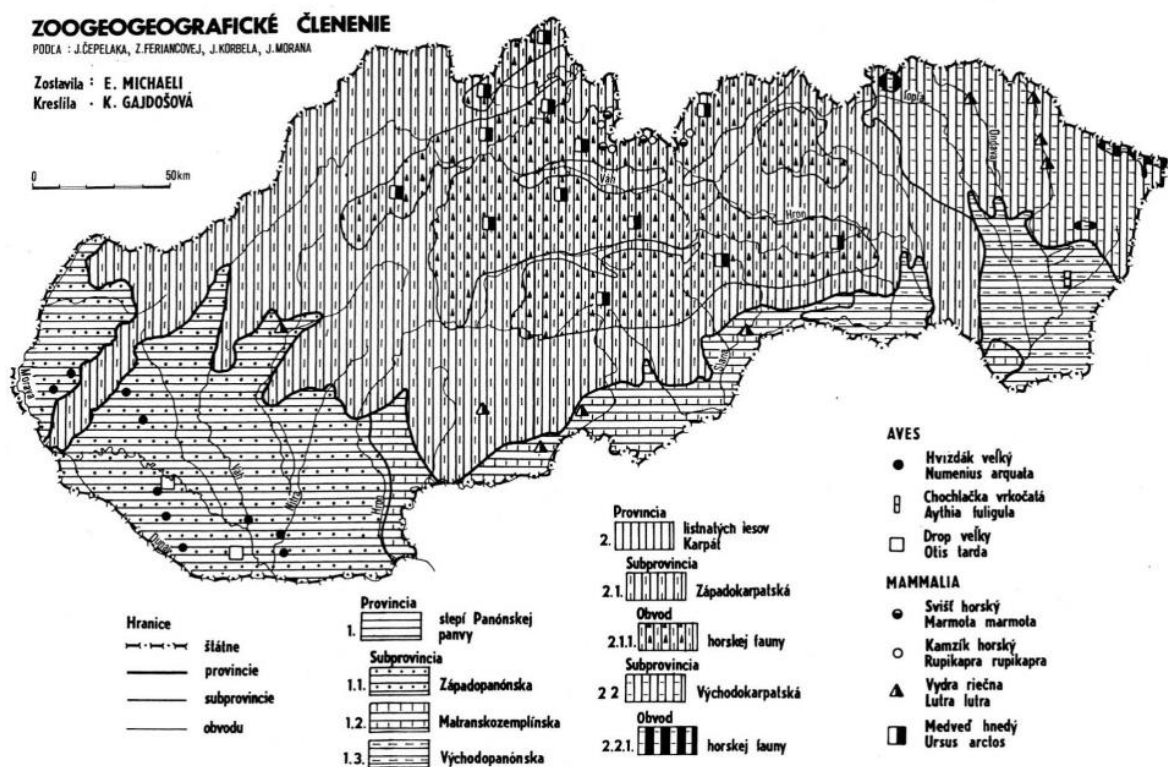 ZOOGEOGEOGRAFICKÉ ČLENENIE
PODĽA : J.ČEPELAKA, Z.FERIANCOVEJ, J.KORBELA, J.MORANA
Zostavila : E. MICHAELI
Kreslila . K. GAJDOŠOVÁ
0 50km
Topľa
Ondava
Váh
Hron
Morava
Slaná
Váh
Nitra
Hron
Dunaj
Hranice
štátne
provincie
subprovincie
obvodu
Provincia
1. stepí Panónskej
panvy
Subprovincia
1.1. Západopanónska
1.2. Matranskozemplínska
1.3. Východopanónska
Provincia
2. listnatých lesov
Karpát
Subprovincia
2.1. Západokarpatská
Obvod
2.1.1. horskej fauny
Subprovincia
2 2 Východokarpatská
Obvod
2.2.1. horskej fauny
AVES
Hvizdák veľký
Numenius arquata
Chochlačka vrkočatá
Aythia fuligula
Drop veľký
Otis tarda
MAMMALIA
Svišť horský
Marmota marmota
Kamzík horský
Rupikapra rupikapra
Vydra riečna
Lutra lutra
Medveď hnedý
Ursus arctos